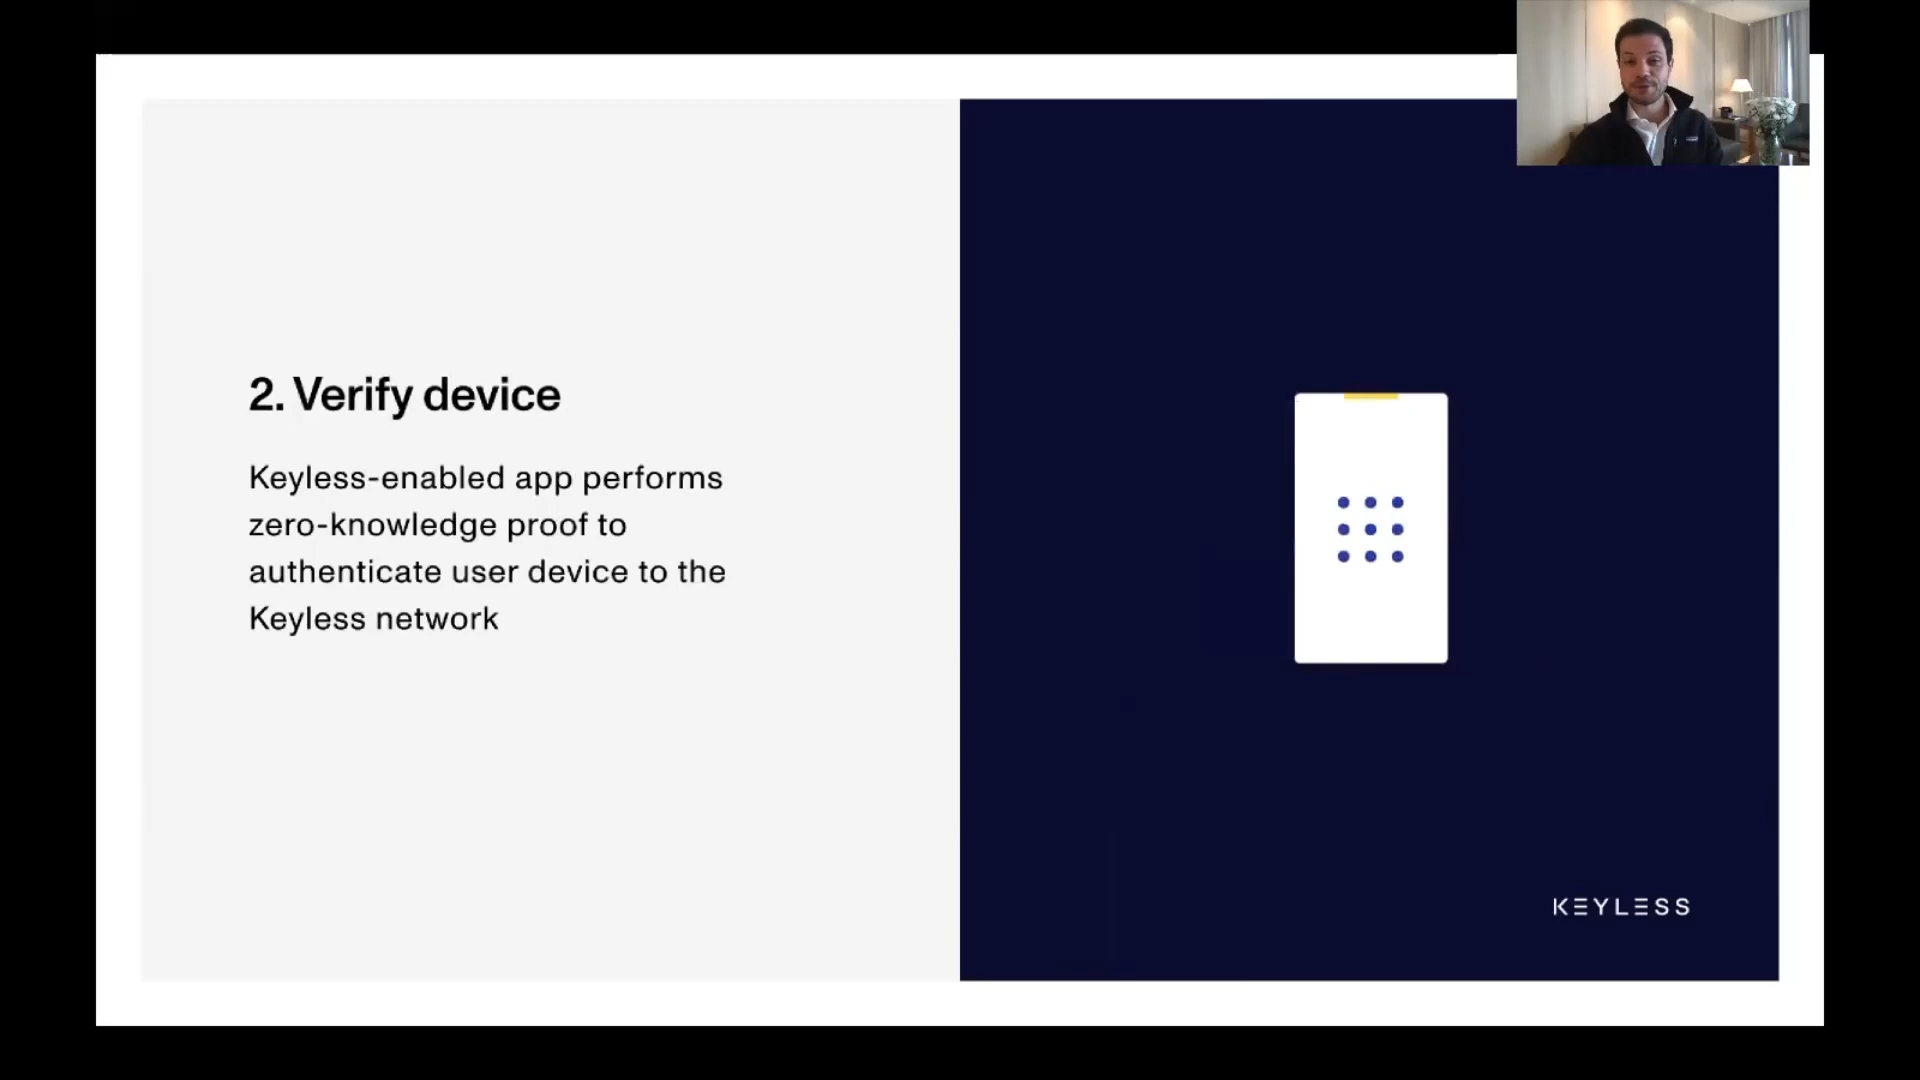 2. Verify device
Keyless-enabled app performs
zero-knowledge proof to
authenticate user device to the
Keyless network
KEYLESS